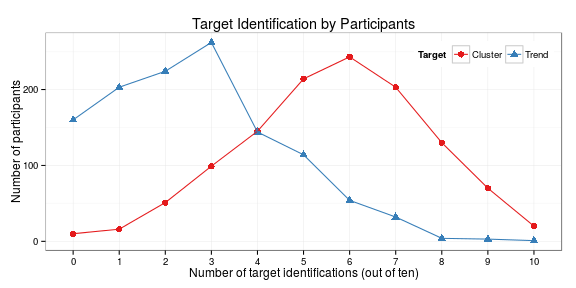 Target Identification by Participants
Target Cluster Trend
Number of participants
200
100
0
0 1 2 3 4 5 6 7 8 9 10
Number of target identifications (out of ten)